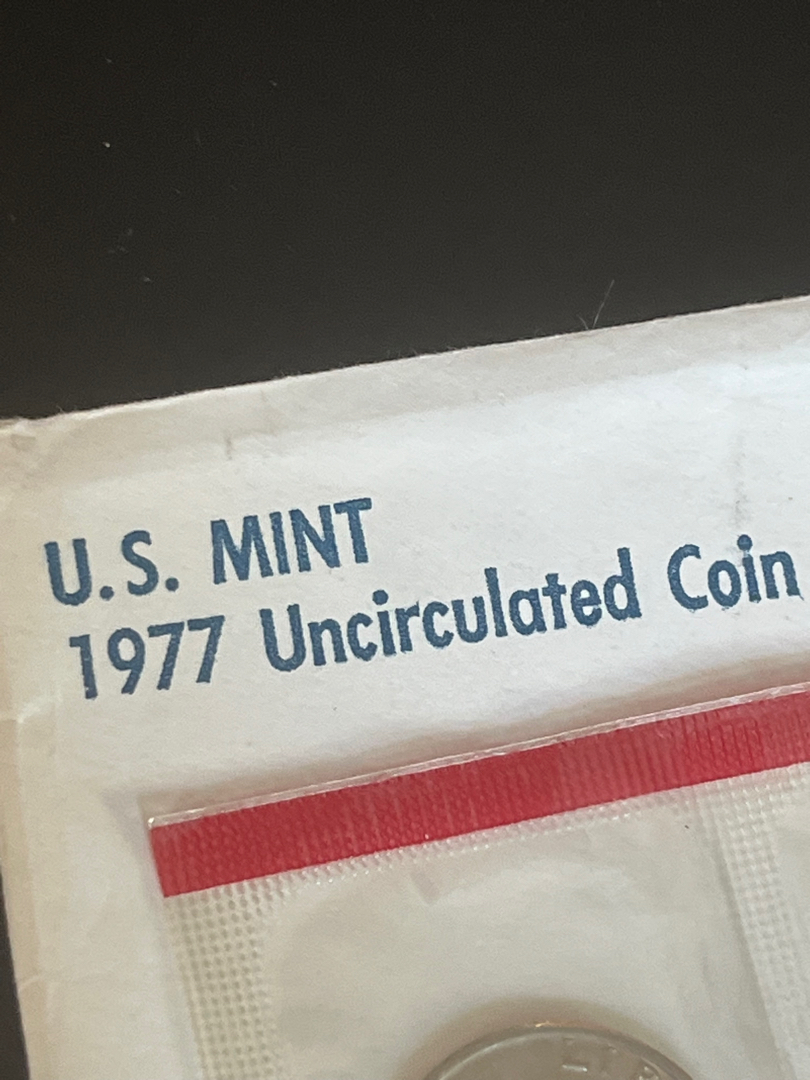 U.S. MINT
1977 Uncirculated Coin